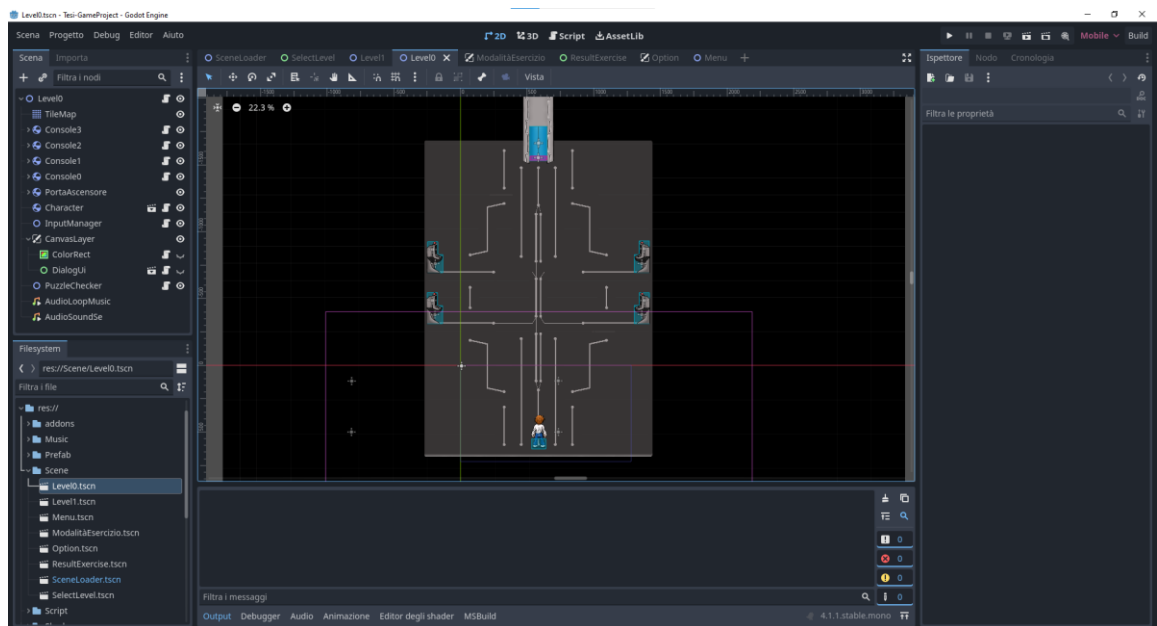 Level0.tscn - Tesi-GameProject - Godot Engine
Scena Progetto Debug Editor Aiuto
2D 3D Script AssetLib
Mobile Build
Scena Importa
SceneLoader SelectLevel Level1 Level0 ModalitàEsercizio Option ResultExercise Option Menu
Ispettore Nodo Cronologia
Filtra i nodi
Vista
22.3 %
Filtra le proprietà
Level0
TileMap
Console3
Console2
Console1
Console0
PortaAscensore
Character
InputManager
CanvasLayer
ColorRect
DialogUi
PuzzleChecker
AudioLoopMusic
AudioSoundSe
Filesystem
res://Scene/Level0.tscn
Filtra i file
res://
addons
Music
Prefab
Scene
Level0.tscn
Level1.tscn
Menu.tscn
ModalitàEsercizio.tscn
Option.tscn
ResultExercise.tscn
SceneLoader.tscn
SelectLevel.tscn
Script
0
0
0
0
Filtra i messaggi
Output Debugger Audio Animazione Editor degli shader MSBuild
4.1.1.stable.mono